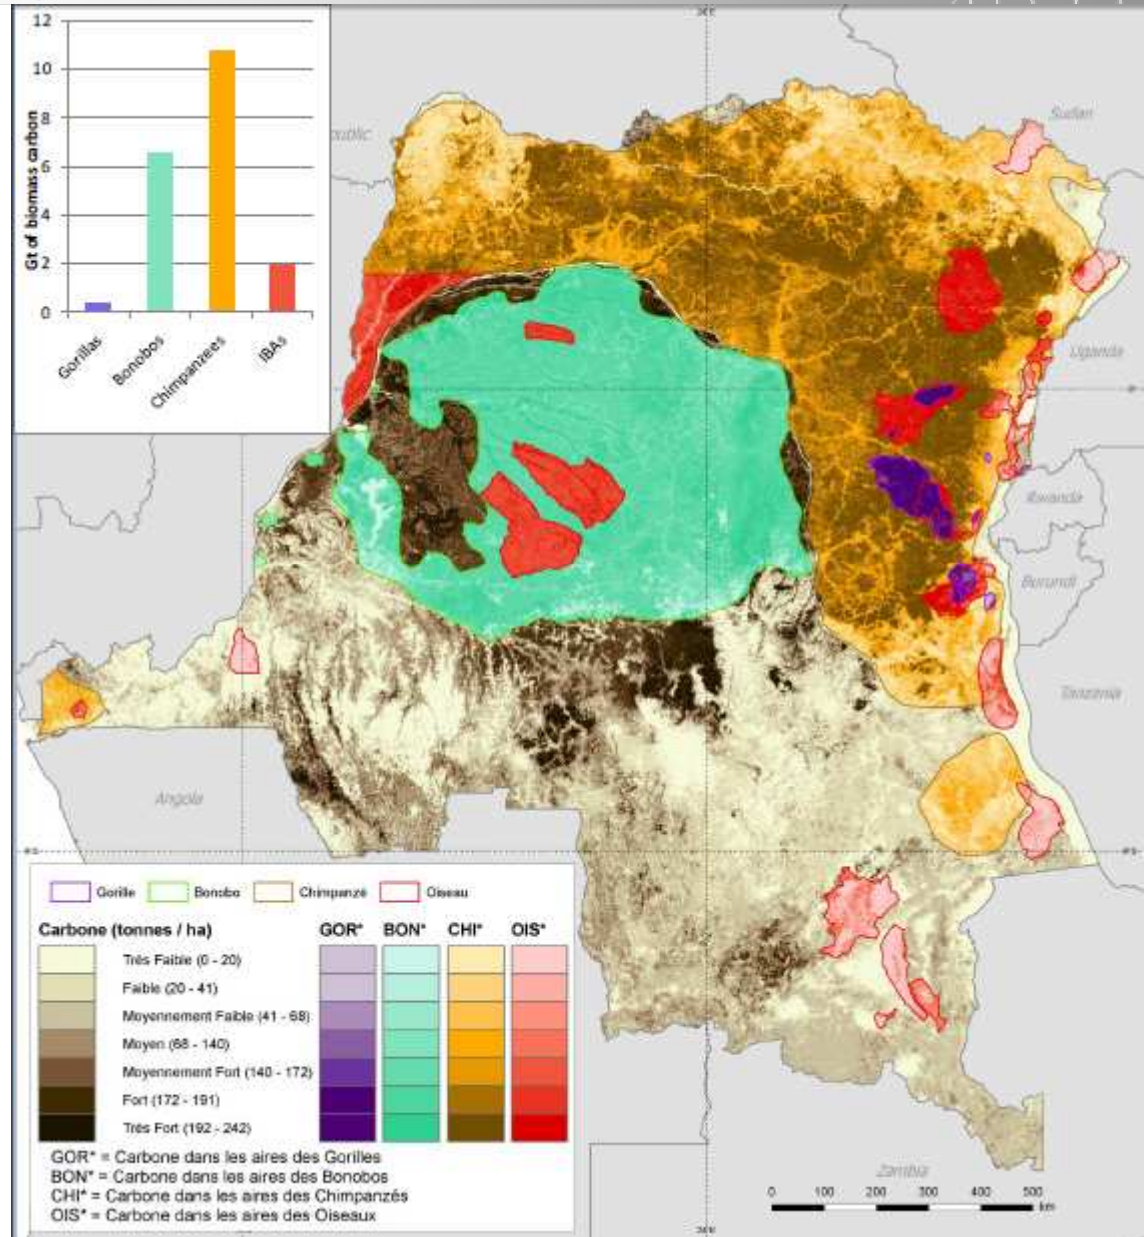 12
10
8
6
4
2
0
Gt of biomass carbon
Gorillas
Bonobos
Chimpanzees
IBAs
Sudan
Uganda
Rwanda
Burundi
Tanzania
Angola
Zambia
Gorille Bonobo Chimpanzé Oiseau
Carbone (tonnes / ha) GOR* BON* CHI* OIS*
Trés Faible (0 - 20)
Faible (20 - 41)
Moyennement Faible (41 - 68)
Moyen (68 - 140)
Moyennement Fort (140 - 172)
Fort (172 - 191)
Trés Fort (192 - 242)
GOR* = Carbone dans les aires des Gorilles
BON* = Carbone dans les aires des Bonobos
CHI* = Carbone dans les aires des Chimpanzés
OIS* = Carbone dans les aires des Oiseaux
0 100 200 300 400 500
km